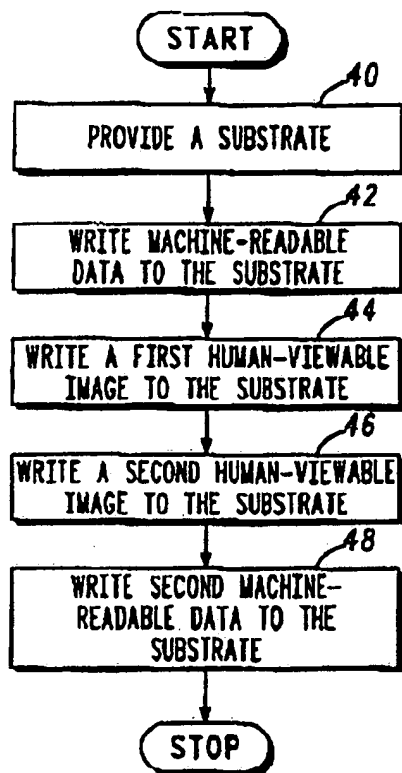 START
40
PROVIDE A SUBSTRATE
42
WRITE MACHINE-READABLE
DATA TO THE SUBSTRATE
44
WRITE A FIRST HUMAN-VIEWABLE
IMAGE TO THE SUBSTRATE
46
WRITE A SECOND HUMAN-VIEWABLE
IMAGE TO THE SUBSTRATE
48
WRITE SECOND MACHINE-
READABLE DATA TO THE
SUBSTRATE
STOP